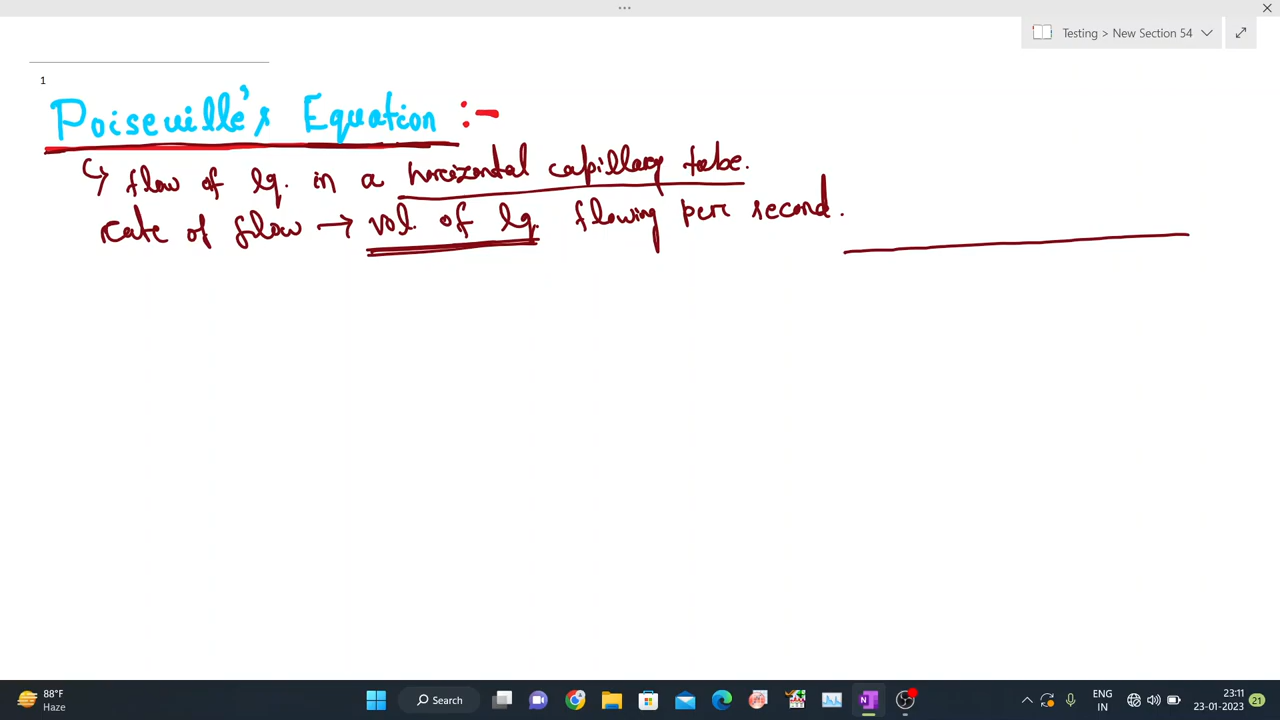 Testing > New Section 54
1
Poiseuille's Equation :-
↳ flow of lq. in a horizontal capillary tube.
rate of flow → vol. of lq. flowing per second.
88°F
Haze
Search
ENG
IN
23:11
23-01-2023
21